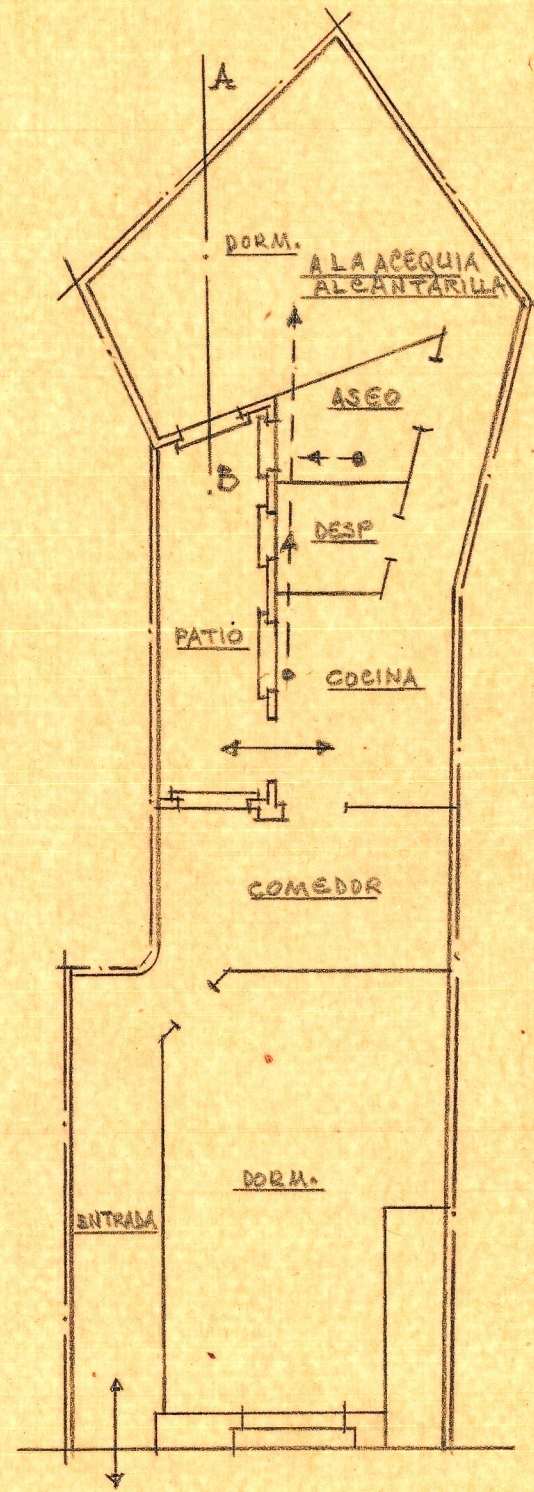 A
DORM.
A LA ACEQUIA
ALCANTARILLA
ASEO
B
DESP
PATIO
COCINA
COMEDOR
DORM.
ENTRADA